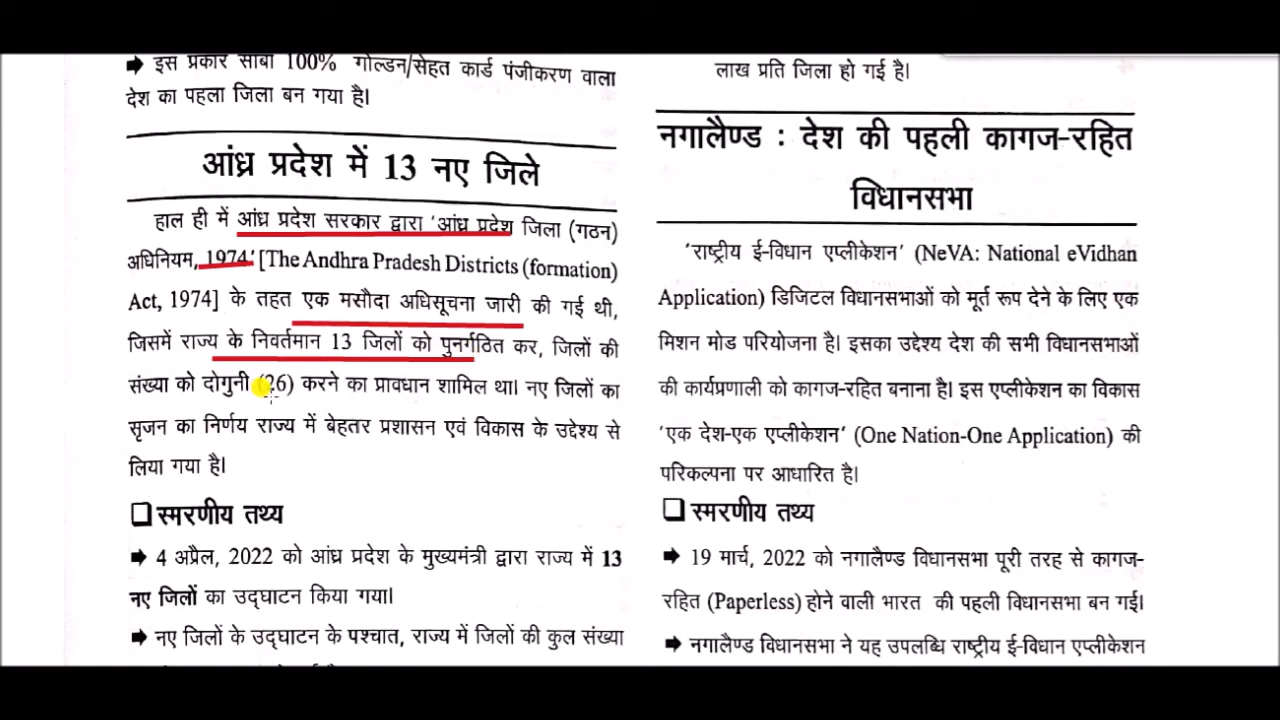 ➡ इस प्रकार सांबा 100% गोल्डन/सेहत कार्ड पंजीकरण वाला
देश का पहला जिला बन गया है।
आंध्र प्रदेश में 13 नए जिले
हाल ही में आंध्र प्रदेश सरकार द्वारा 'आंध्र प्रदेश जिला (गठन)
अधिनियम, 1974' [The Andhra Pradesh Districts (formation)
Act, 1974] के तहत एक मसौदा अधिसूचना जारी की गई थी,
जिसमें राज्य के निवर्तमान 13 जिलों को पुनर्गठित कर, जिलों की
संख्या को दोगुनी (26) करने का प्रावधान शामिल था। नए जिलों का
सृजन का निर्णय राज्य में बेहतर प्रशासन एवं विकास के उद्देश्य से
लिया गया है।
❑ स्मरणीय तथ्य
➡ 4 अप्रैल, 2022 को आंध्र प्रदेश के मुख्यमंत्री द्वारा राज्य में 13
नए जिलों का उद्घाटन किया गया।
➡ नए जिलों के उद्घाटन के पश्चात, राज्य में जिलों की कुल संख्या
लाख प्रति जिला हो गई है।
नगालैण्ड : देश की पहली कागज-रहित
विधानसभा
'राष्ट्रीय ई-विधान एप्लीकेशन' (NeVA: National eVidhan
Application) डिजिटल विधानसभाओं को मूर्त रूप देने के लिए एक
मिशन मोड परियोजना है। इसका उद्देश्य देश की सभी विधानसभाओं
की कार्यप्रणाली को कागज-रहित बनाना है। इस एप्लीकेशन का विकास
'एक देश-एक एप्लीकेशन' (One Nation-One Application) की
परिकल्पना पर आधारित है।
❑ स्मरणीय तथ्य
➡ 19 मार्च, 2022 को नगालैण्ड विधानसभा पूरी तरह से कागज-
रहित (Paperless) होने वाली भारत की पहली विधानसभा बन गई।
➡ नगालैण्ड विधानसभा ने यह उपलब्धि राष्ट्रीय ई-विधान एप्लीकेशन